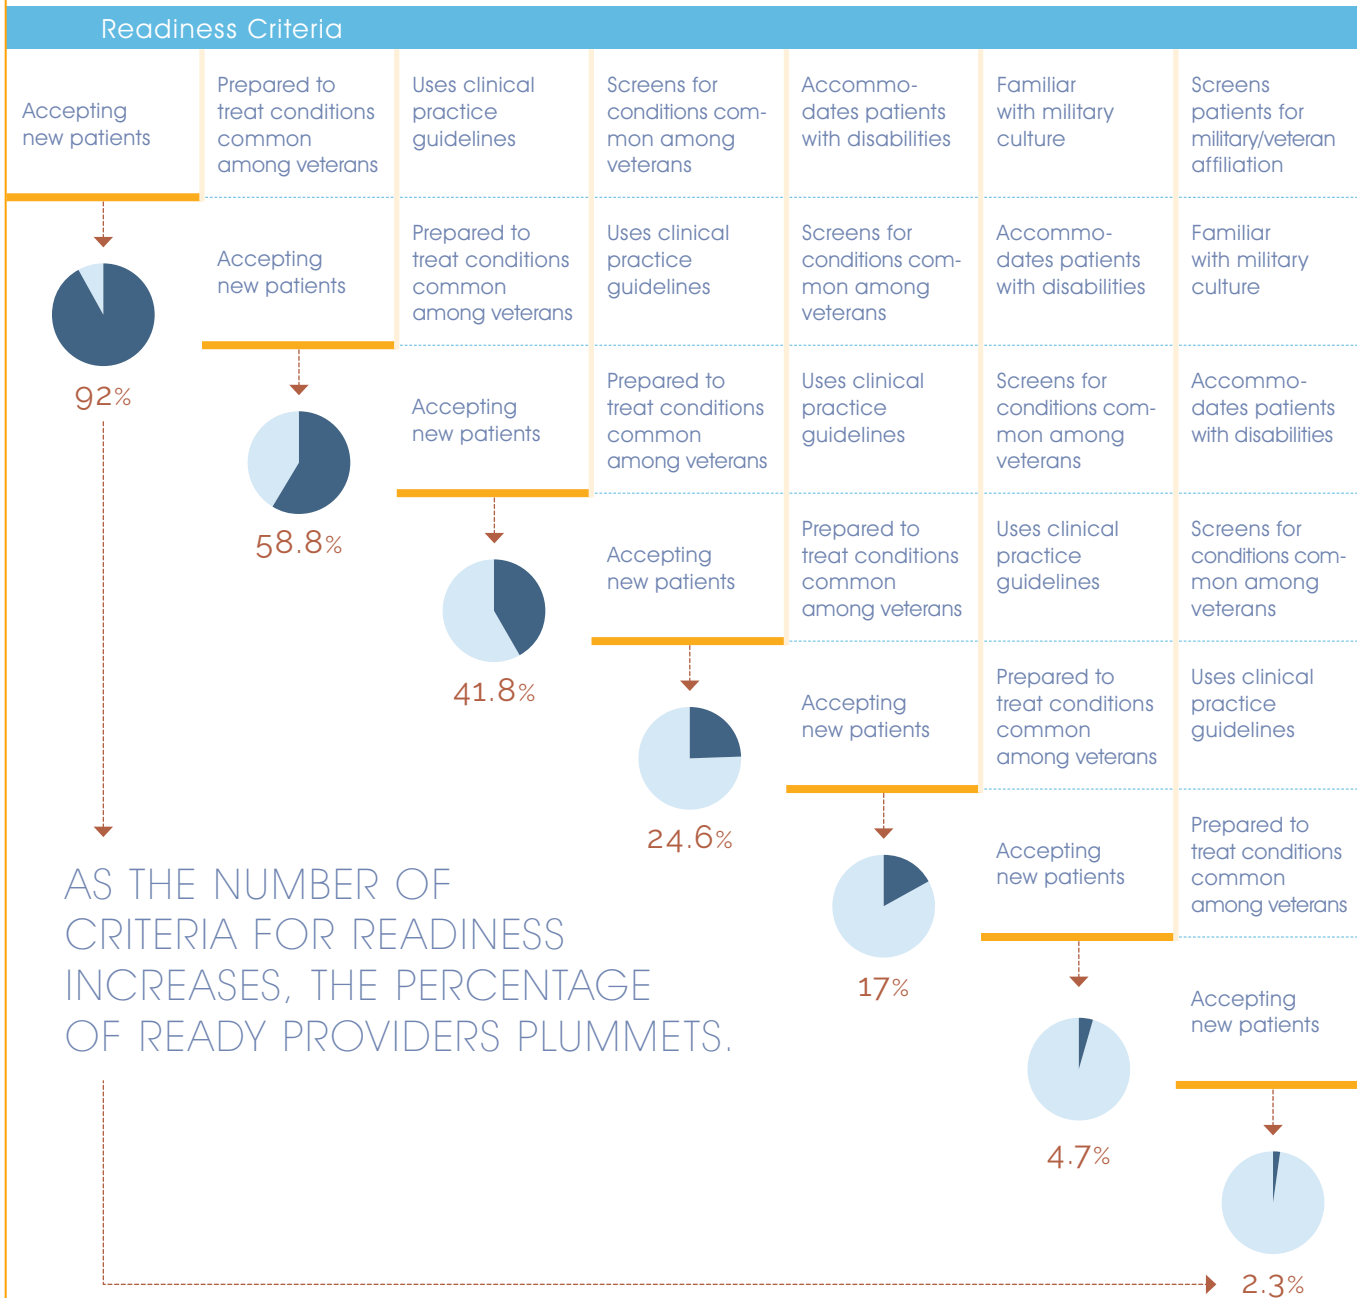 Readiness Criteria
Accepting
new patients
92%
Prepared to
treat conditions
common
among veterans
Accepting
new patients
58.8%
Uses clinical
practice
guidelines
Prepared to
treat conditions
common
among veterans
Accepting
new patients
41.8%
Screens for
conditions com-
mon among
veterans
Uses clinical
practice
guidelines
Prepared to
treat conditions
common
among veterans
Accepting
new patients
24.6%
Accommo-
dates patients
with disabilities
Screens for
conditions com-
mon among
veterans
Uses clinical
practice
guidelines
Prepared to
treat conditions
common
among veterans
Accepting
new patients
17%
Familiar
with military
culture
Accommo-
dates patients
with disabilities
Screens for
conditions com-
mon among
veterans
Uses clinical
practice
guidelines
Prepared to
treat conditions
common
among veterans
Accepting
new patients
4.7%
Screens
patients for
military/veteran
affiliation
Familiar
with military
culture
Accommo-
dates patients
with disabilities
Screens for
conditions com-
mon among
veterans
Uses clinical
practice
guidelines
Prepared to
treat conditions
common
among veterans
Accepting
new patients
2.3%
AS THE NUMBER OF
CRITERIA FOR READINESS
INCREASES, THE PERCENTAGE
OF READY PROVIDERS PLUMMETS.